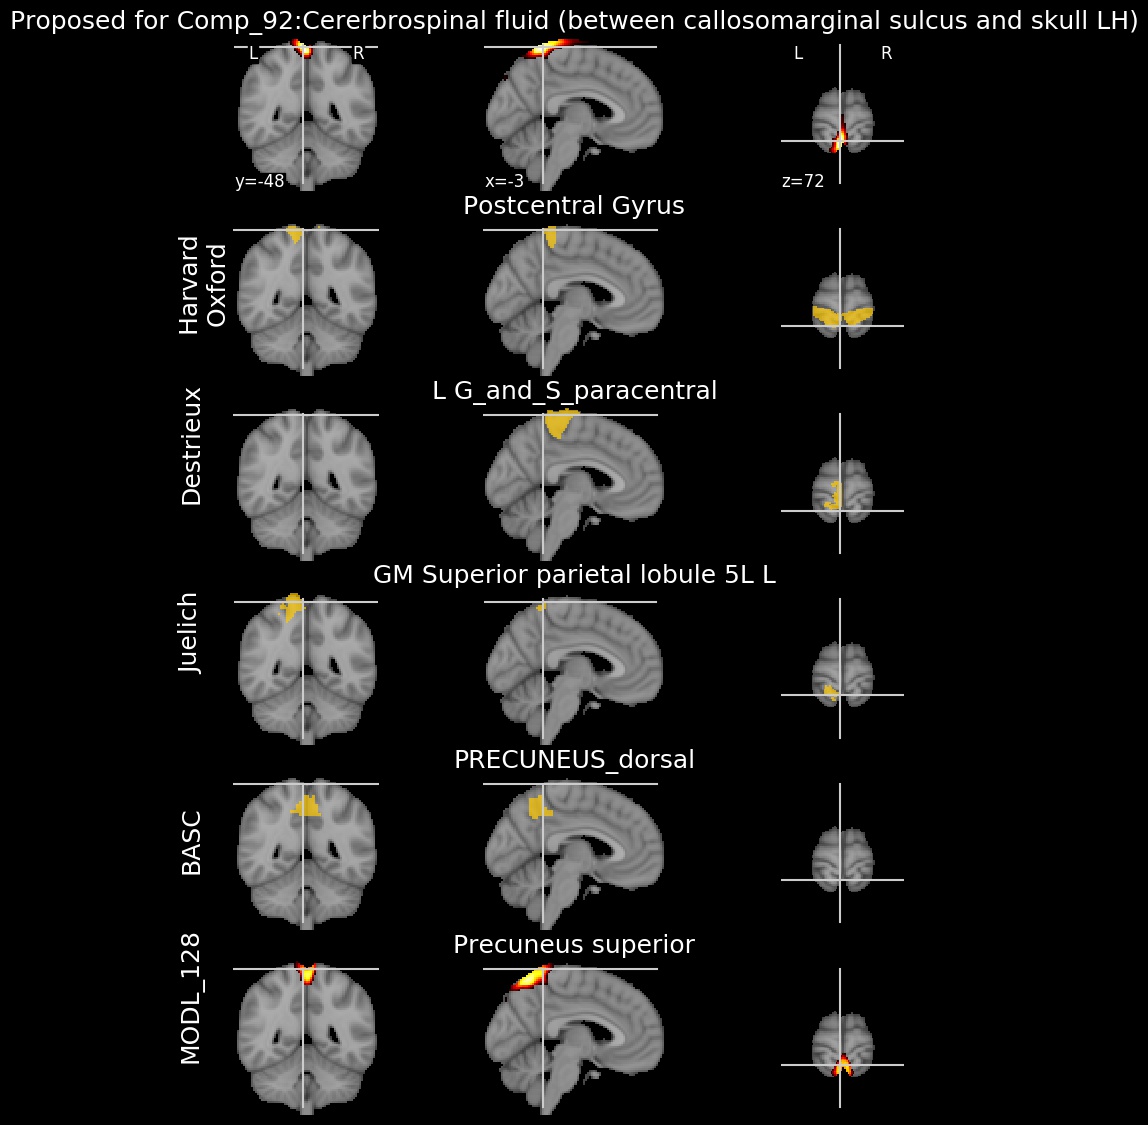 Proposed for Comp_92:Cererbrospinal fluid (between callosomarginal sulcus and skull LH)
L R L R
y=-48 x=-3 z=72
Postcentral Gyrus
Harvard
Oxford
L G_and_S_paracentral
Destrieux
GM Superior parietal lobule 5L L
Juelich
PRECUNEUS_dorsal
BASC
Precuneus superior
MODL_128